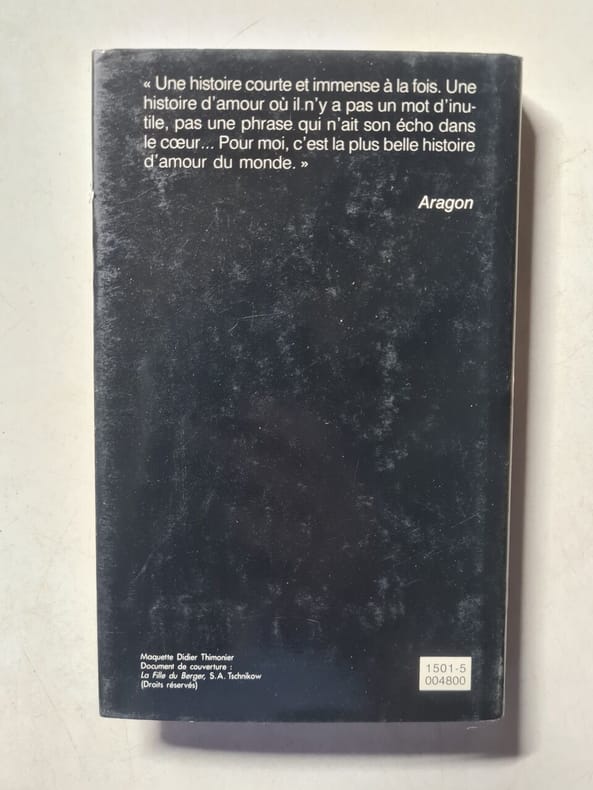 « Une histoire courte et immense à la fois. Une
histoire d'amour où il n'y a pas un mot d'inu-
tile, pas une phrase qui n'ait son écho dans
le cœur... Pour moi, c'est la plus belle histoire
d'amour du monde. »
Aragon
Maquette Didier Thimonier
Document de couverture :
La Fille du Berger, S.A. Tschnikow
(Droits réservés)
1501-5
004800